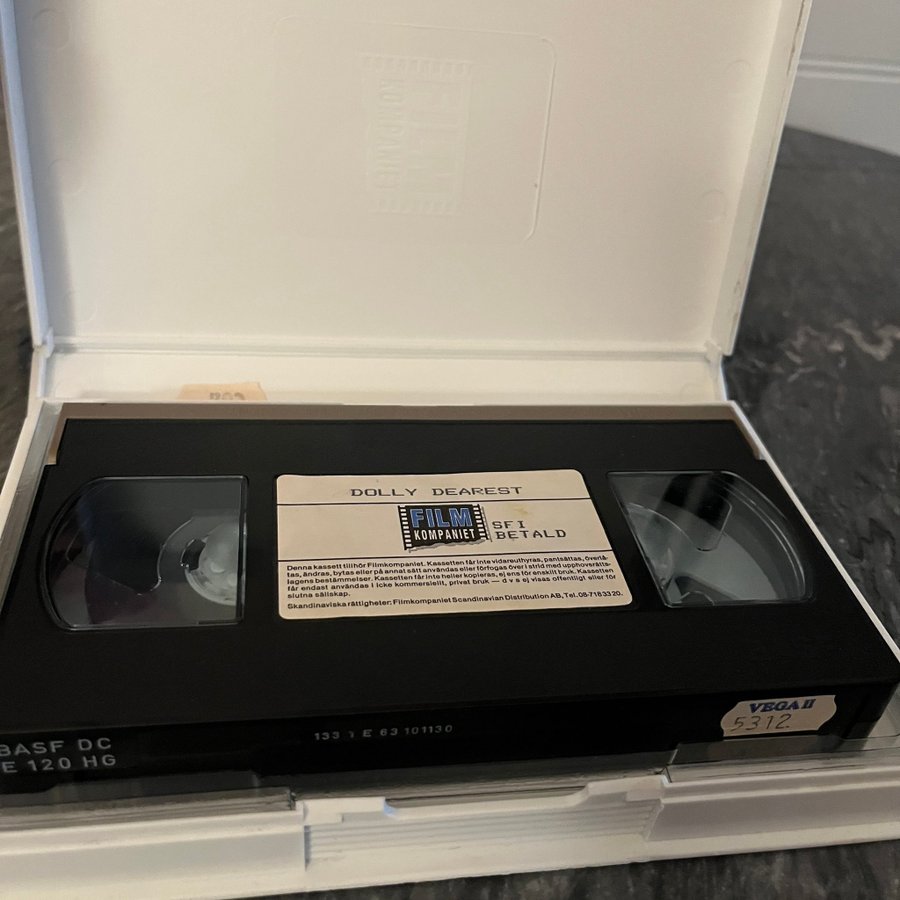 DOLLY DEAREST
FILM
KOMPANIET
SFI
BETALD
Denna kassett tillhör Filmkompaniet. Kassetten får inte vidareuthyras, pantsättas, överlå-
tas, ändras, bytas eller på annat sätt användas eller förfogas över i strid med upphovsrätts-
lagens bestämmelser. Kassetten får inte heller kopieras, ej ens för enskilt bruk. Kassetten
får endast användas i icke kommersiellt, privat bruk — d v s ej visas offentligt eller för
slutna sällskap.
Skandinaviska rättigheter: Filmkompaniet Scandinavian Distribution AB, Tel. 08-718 33 20.
VEGA II
5312
BASF DC
E 120 HG
133 1 E 63 101130